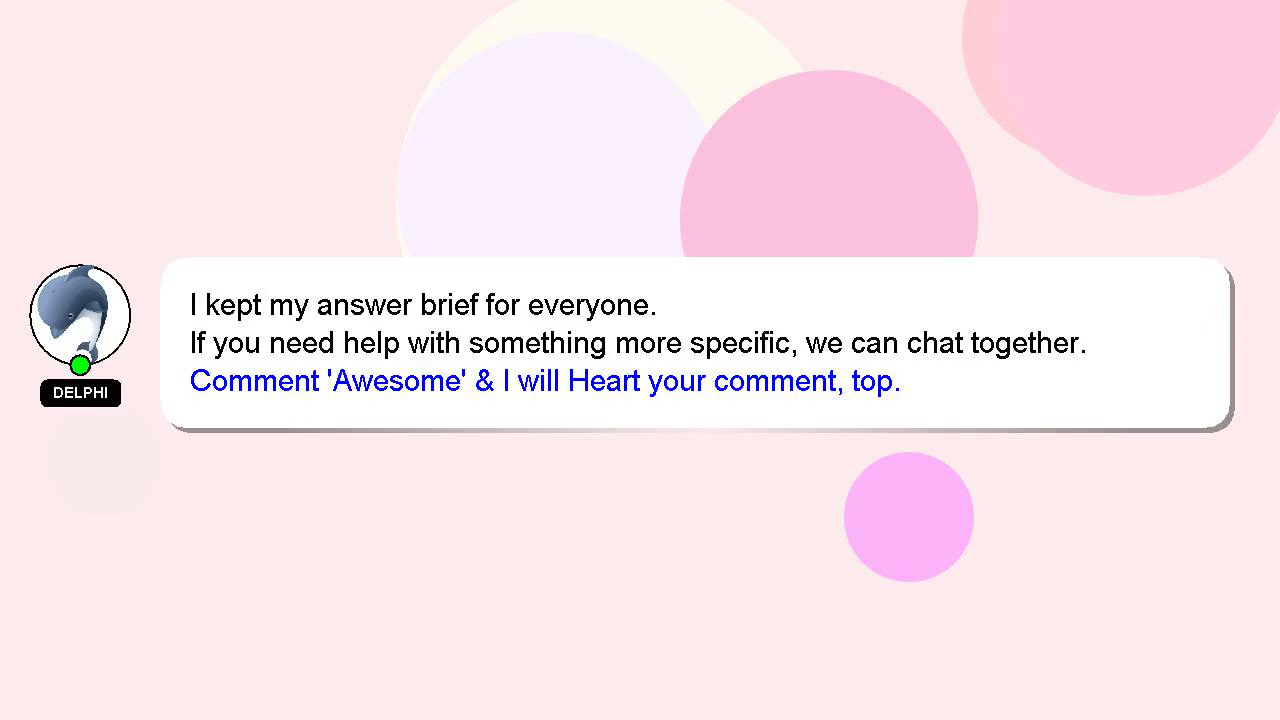 I kept my answer brief for everyone.
If you need help with something more specific, we can chat together.
Comment 'Awesome' & I will Heart your comment, top.
DELPHI